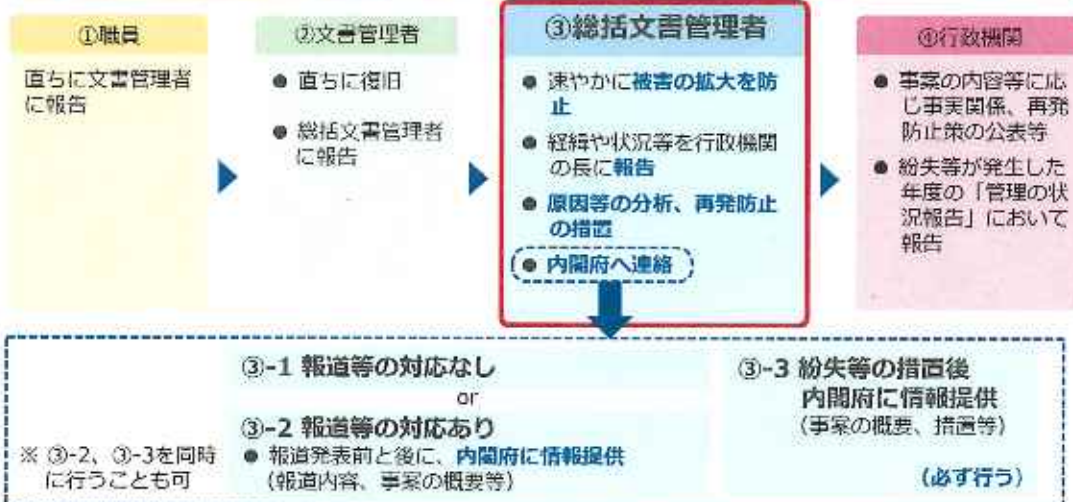 ①職員
直ちに文書管理者
に報告
②文書管理者
● 直ちに復旧
● 総括文書管理者
に報告
③総括文書管理者
● 速やかに被害の拡大を防
止
● 経緯や状況等を行政機関
の長に報告
● 原因等の分析、再発防止
の措置
● 内閣府へ連絡
④行政機関
● 事案の内容等に応
じ事実関係、再発
防止策の公表等
● 紛失等が発生した
年度の「管理の状
況報告」において
報告
③-1 報道等の対応なし
or
③-2 報道等の対応あり
● 報道発表前と後に、内閣府に情報提供
(報道内容、事案の概要等)
※ ③-2、③-3を同時
に行うことも可
③-3 紛失等の措置後
内閣府に情報提供
(事案の概要、措置等)
(必ず行う)